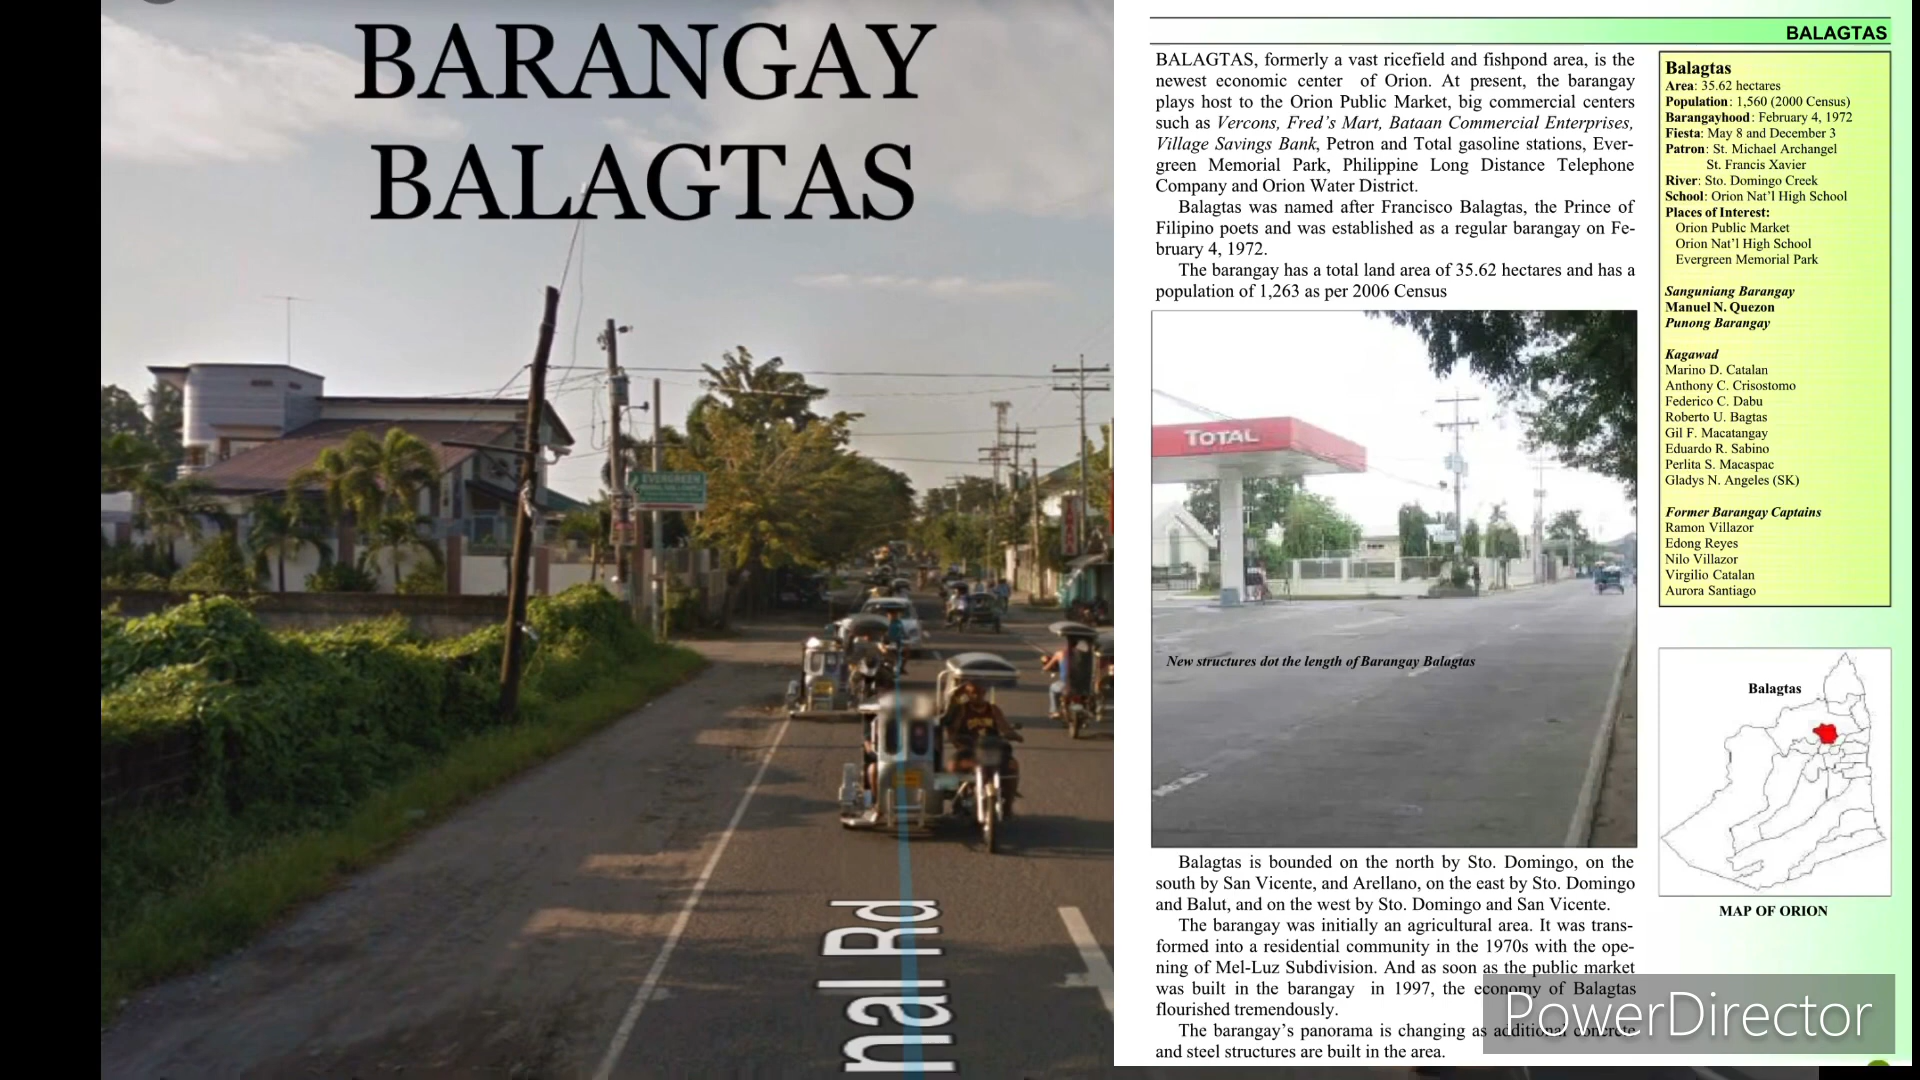 BARANGAY
BALAGTAS
EVERGREEN
nal Rd
BALAGTAS
BALAGTAS, formerly a vast ricefield and fishpond area, is the
newest economic center of Orion. At present, the barangay
plays host to the Orion Public Market, big commercial centers
such as Vercons, Fred's Mart, Bataan Commercial Enterprises,
Village Savings Bank, Petron and Total gasoline stations, Ever-
green Memorial Park, Philippine Long Distance Telephone
Company and Orion Water District.
Balagtas was named after Francisco Balagtas, the Prince of
Filipino poets and was established as a regular barangay on Fe-
bruary 4, 1972.
The barangay has a total land area of 35.62 hectares and has a
population of 1,263 as per 2006 Census
TOTAL
New structures dot the length of Barangay Balagtas
Balagtas is bounded on the north by Sto. Domingo, on the
south by San Vicente, and Arellano, on the east by Sto. Domingo
and Balut, and on the west by Sto. Domingo and San Vicente.
The barangay was initially an agricultural area. It was trans-
formed into a residential community in the 1970s with the ope-
ning of Mel-Luz Subdivision. And as soon as the public market
was built in the barangay in 1997, the economy of Balagtas
flourished tremendously.
The barangay's panorama is changing as additional concrete
and steel structures are built in the area.
Balagtas
Area: 35.62 hectares
Population: 1,560 (2000 Census)
Barangayhood: February 4, 1972
Fiesta: May 8 and December 3
Patron: St. Michael Archangel
St. Francis Xavier
River: Sto. Domingo Creek
School: Orion Nat'l High School
Places of Interest:
Orion Public Market
Orion Nat'l High School
Evergreen Memorial Park
Sanguniang Barangay
Manuel N. Quezon
Punong Barangay
Kagawad
Marino D. Catalan
Anthony C. Crisostomo
Federico C. Dabu
Roberto U. Bagtas
Gil F. Macatangay
Eduardo R. Sabino
Perlita S. Macaspac
Gladys N. Angeles (SK)
Former Barangay Captains
Ramon Villazor
Edong Reyes
Nilo Villazor
Virgilio Catalan
Aurora Santiago
Balagtas
MAP OF ORION
PowerDirector